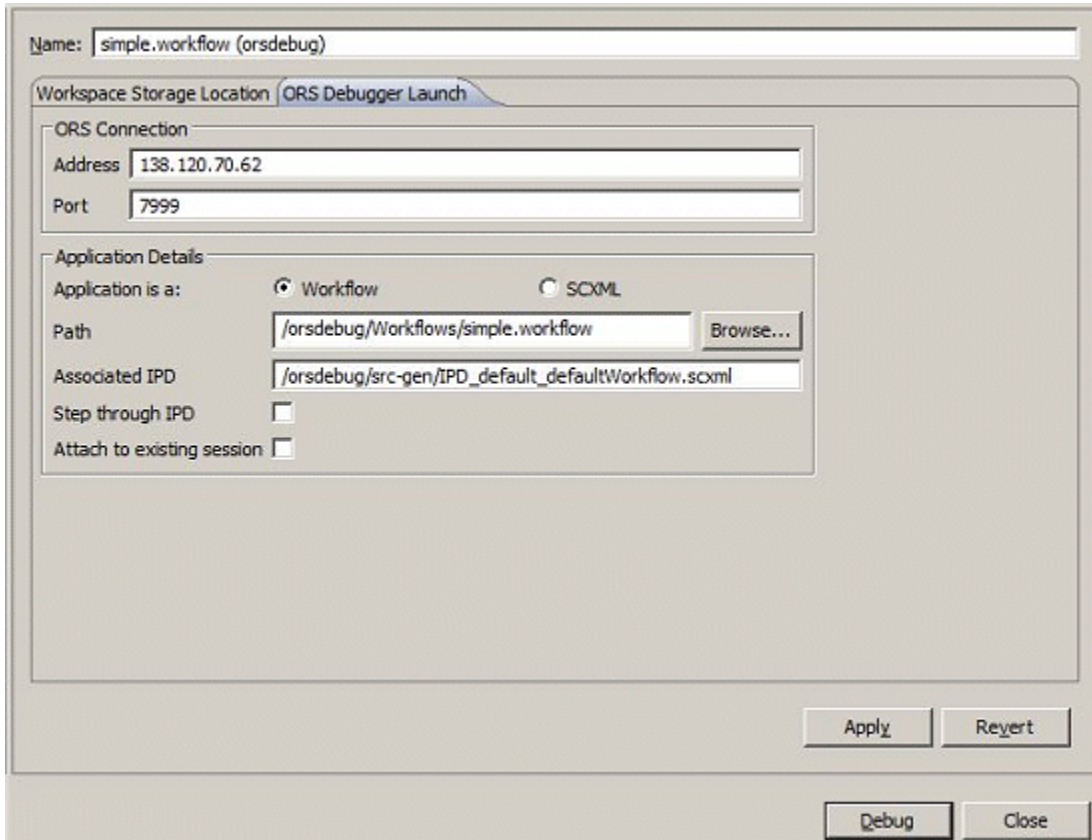 Name: simple.workflow (orsdebug)
Workspace Storage Location ORS Debugger Launch
ORS Connection
Address 138.120.70.62
Port 7999
Application Details
Application is a: Workflow SCXML
Path /orsdebug/Workflows/simple.workflow Browse...
Associated IPD /orsdebug/src-gen/IPD_default_defaultWorkflow.scxml
Step through IPD
Attach to existing session
Apply Revert
Debug Close